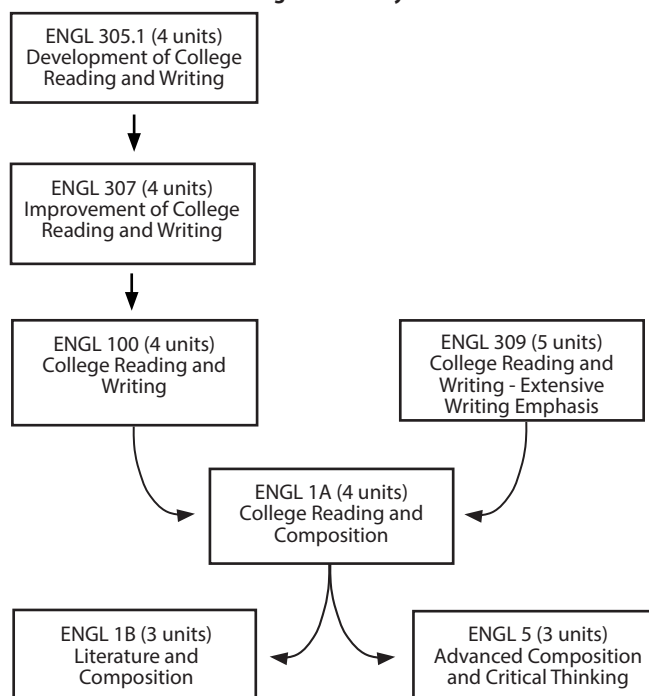 ENGL 305.1 (4 units)
Development of College
Reading and Writing
ENGL 307 (4 units)
Improvement of College
Reading and Writing
ENGL 100 (4 units)
College Reading and
Writing
ENGL 309 (5 units)
College Reading and
Writing - Extensive
Writing Emphasis
ENGL 1A (4 units)
College Reading and
Composition
ENGL 1B (3 units)
Literature and
Composition
ENGL 5 (3 units)
Advanced Composition
and Critical Thinking